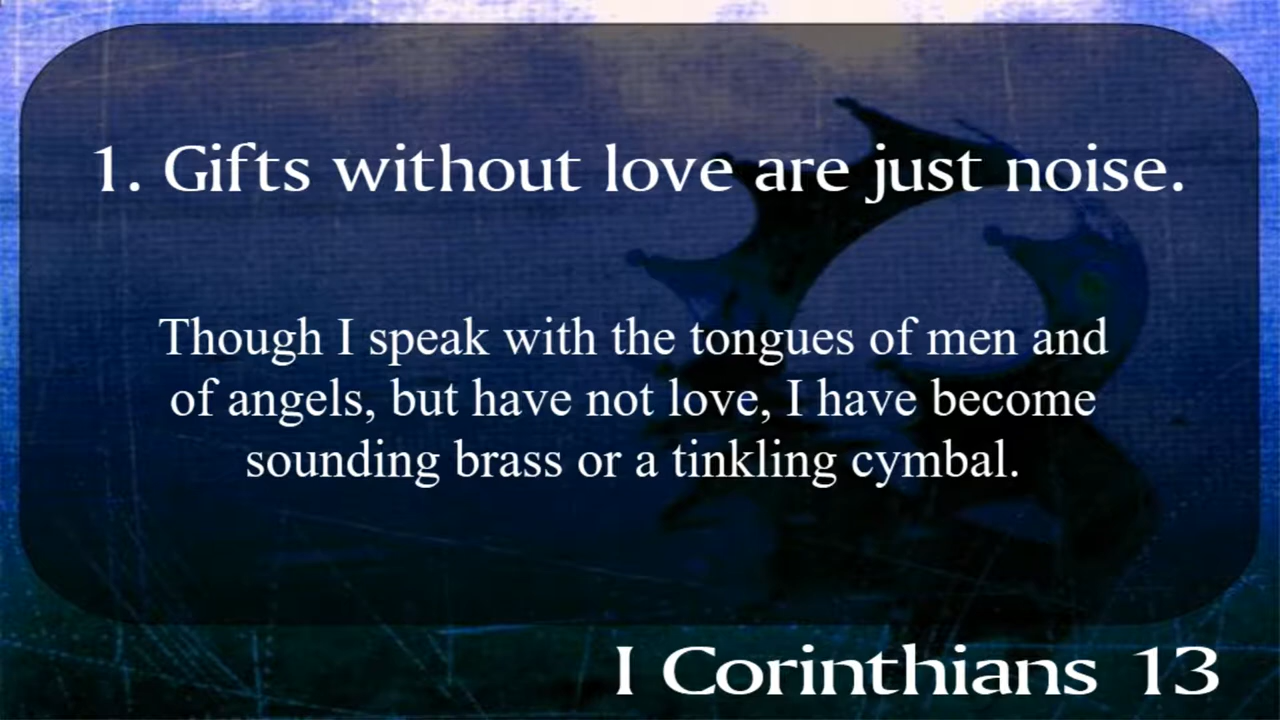 1. Gifts without love are just noise.
Though I speak with the tongues of men and
of angels, but have not love, I have become
sounding brass or a tinkling cymbal.
I Corinthians 13